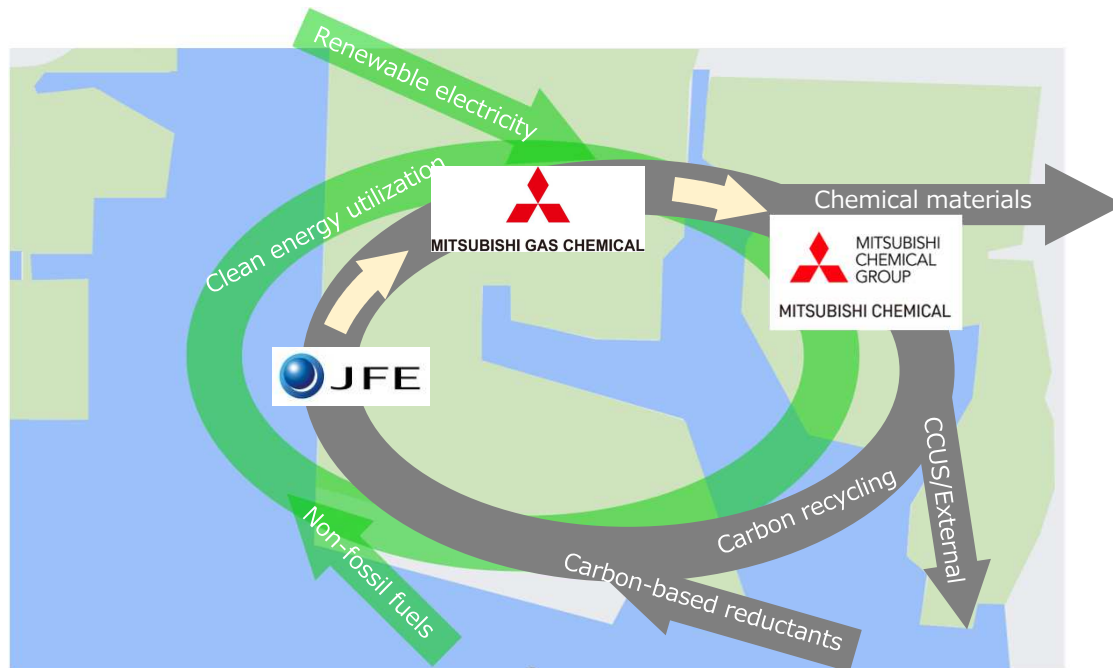 Renewable electricity
Clean energy utilization
MITSUBISHI GAS CHEMICAL
Chemical materials
MITSUBISHI
CHEMICAL
GROUP
MITSUBISHI CHEMICAL
JFE
CCUS/External
Carbon recycling
Non-fossil fuels
Carbon-based reductants